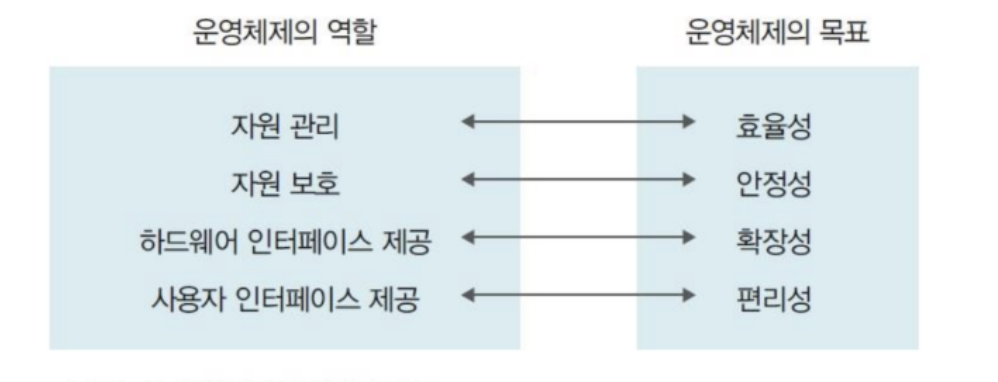 운영체제의 역할 운영체제의 목표
자원 관리 효율성
자원 보호 안정성
하드웨어 인터페이스 제공 확장성
사용자 인터페이스 제공 편리성